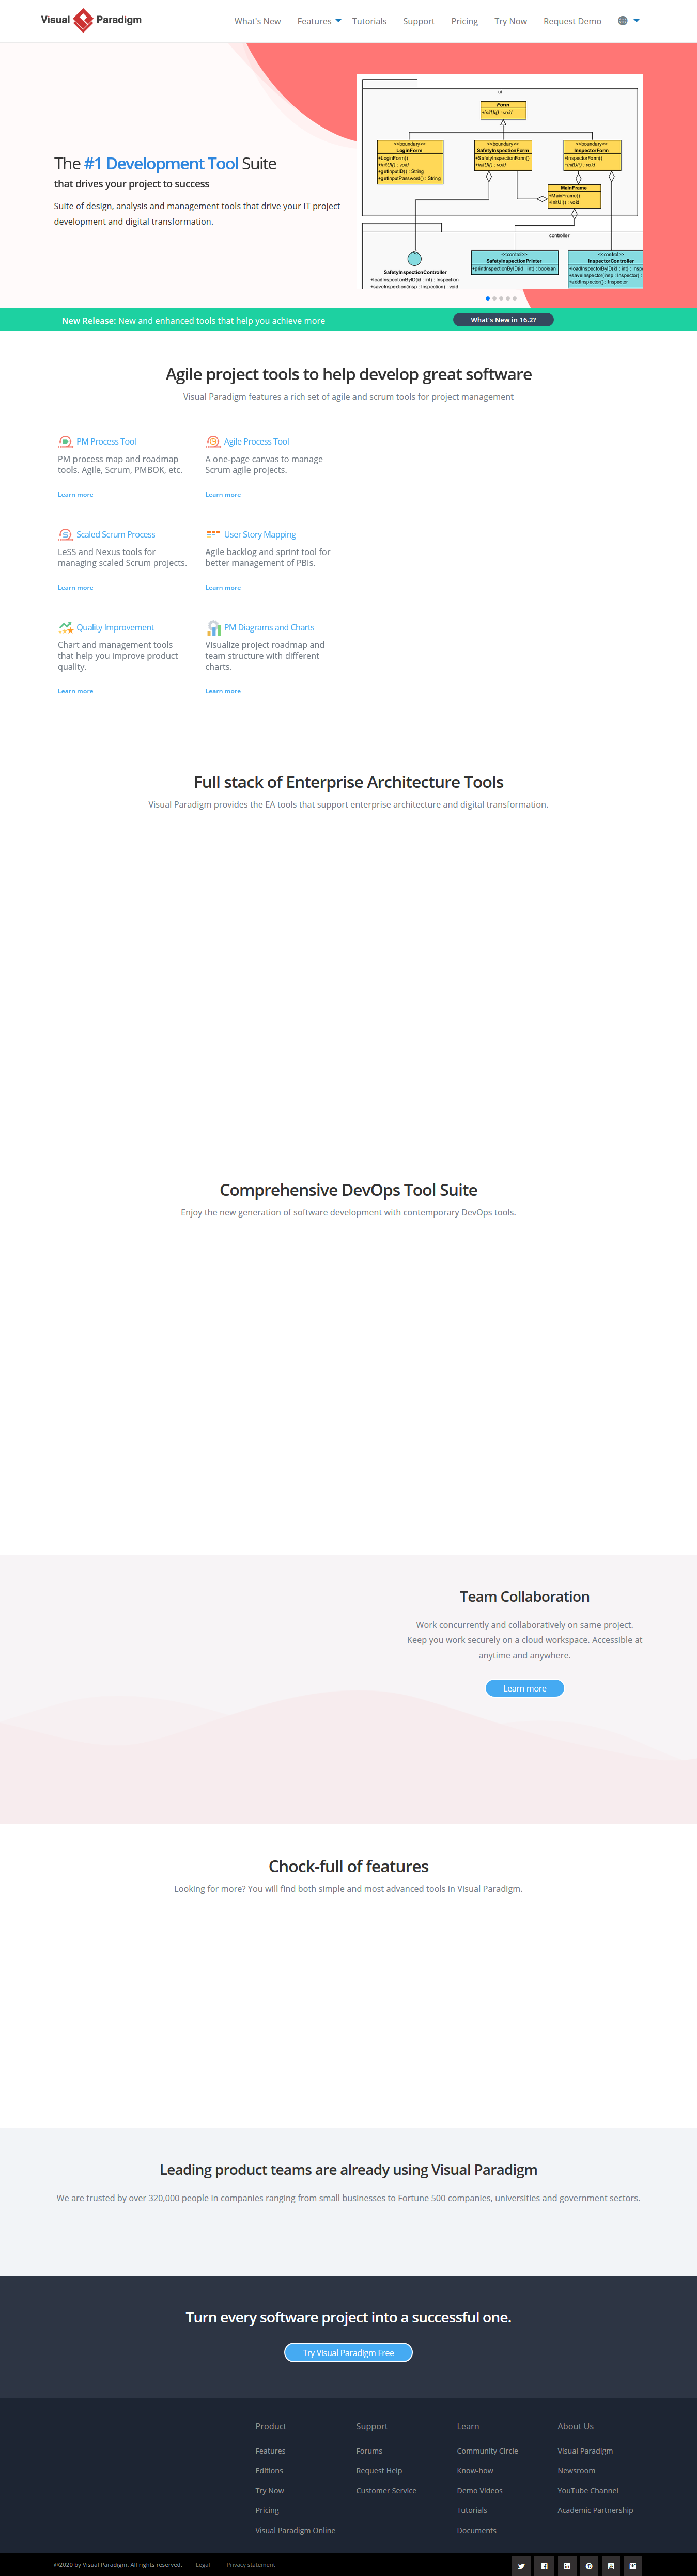 Visual Paradigm
What's New Features Tutorials Support Pricing Try Now Request Demo
The #1 Development Tool Suite
that drives your project to success
Suite of design, analysis and management tools that drive your IT project
development and digital transformation.
ui
Form
+initUI() : void
<<boundary>>
LoginForm
+LoginForm()
+initUI() : void
+getInputID() : String
+getInputPassword() : String
<<boundary>>
SafetyInspectionForm
+SafetyInspectionForm()
+initUI() : void
<<boundary>>
InspectorForm
+InspectorForm()
+initUI() : void
MainFrame
+MainFrame()
+initUI() : void
controller
SafetyInspectionController
+loadInspectionByID(id : int) : Inspection
+saveInspection(insp : Inspection) : void
<<control>>
SafetyInspectionPrinter
+printInspectionByID(id : int) : boolean
<<control>>
InspectorController
+loadInspectorByID(id : int) : Inspe
+saveInspector(insp : Inspector)
+addInspector() : Inspector
New Release: New and enhanced tools that help you achieve more
What's New in 16.2?
Agile project tools to help develop great software
Visual Paradigm features a rich set of agile and scrum tools for project management
PM Process Tool
PM process map and roadmap
tools. Agile, Scrum, PMBOK, etc.
Learn more
Agile Process Tool
A one-page canvas to manage
Scrum agile projects.
Learn more
Scaled Scrum Process
LeSS and Nexus tools for
managing scaled Scrum projects.
Learn more
User Story Mapping
Agile backlog and sprint tool for
better management of PBIs.
Learn more
Quality Improvement
Chart and management tools
that help you improve product
quality.
Learn more
PM Diagrams and Charts
Visualize project roadmap and
team structure with different
charts.
Learn more
Full stack of Enterprise Architecture Tools
Visual Paradigm provides the EA tools that support enterprise architecture and digital transformation.
Comprehensive DevOps Tool Suite
Enjoy the new generation of software development with contemporary DevOps tools.
Team Collaboration
Work concurrently and collaboratively on same project.
Keep you work securely on a cloud workspace. Accessible at
anytime and anywhere.
Learn more
Chock-full of features
Looking for more? You will find both simple and most advanced tools in Visual Paradigm.
Leading product teams are already using Visual Paradigm
We are trusted by over 320,000 people in companies ranging from small businesses to Fortune 500 companies, universities and government sectors.
Turn every software project into a successful one.
Try Visual Paradigm Free
Product
Features
Editions
Try Now
Pricing
Visual Paradigm Online
Support
Forums
Request Help
Customer Service
Learn
Community Circle
Know-how
Demo Videos
Tutorials
Documents
About Us
Visual Paradigm
Newsroom
YouTube Channel
Academic Partnership
@2020 by Visual Paradigm. All rights reserved. Legal Privacy statement